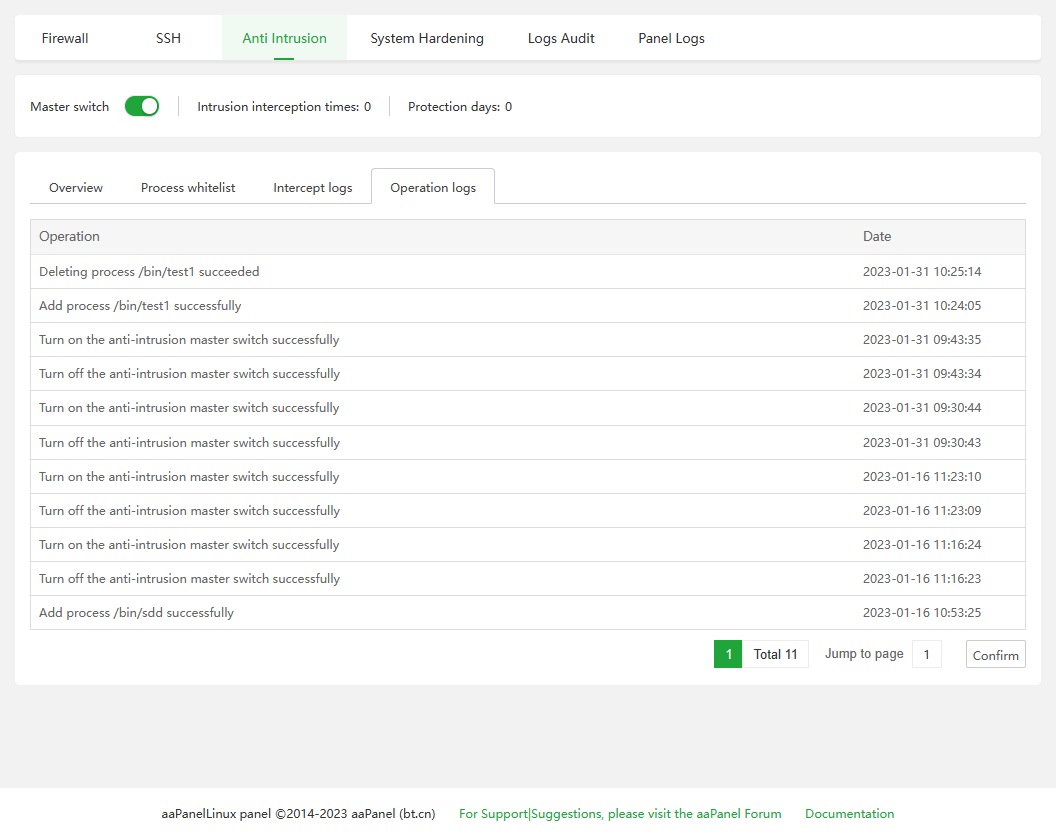 Firewall SSH Anti Intrusion System Hardening Logs Audit Panel Logs
Master switch Intrusion interception times: 0 Protection days: 0
Overview Process whitelist Intercept logs Operation logs
Operation Date
Deleting process /bin/test1 succeeded 2023-01-31 10:25:14
Add process /bin/test1 successfully 2023-01-31 10:24:05
Turn on the anti-intrusion master switch successfully 2023-01-31 09:43:35
Turn off the anti-intrusion master switch successfully 2023-01-31 09:43:34
Turn on the anti-intrusion master switch successfully 2023-01-31 09:30:44
Turn off the anti-intrusion master switch successfully 2023-01-31 09:30:43
Turn on the anti-intrusion master switch successfully 2023-01-16 11:23:10
Turn off the anti-intrusion master switch successfully 2023-01-16 11:23:09
Turn on the anti-intrusion master switch successfully 2023-01-16 11:16:24
Turn off the anti-intrusion master switch successfully 2023-01-16 11:16:23
Add process /bin/sdd successfully 2023-01-16 10:53:25
1 Total 11 Jump to page 1 Confirm
aaPanelLinux panel ©2014-2023 aaPanel (bt.cn) For Support|Suggestions, please visit the aaPanel Forum Documentation